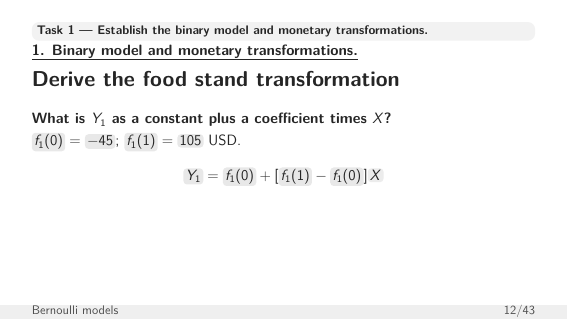 Task 1 — Establish the binary model and monetary transformations.
1. Binary model and monetary transformations.
Derive the food stand transformation
What is Y₁ as a constant plus a coefficient times X?
f₁(0) = −45; f₁(1) = 105 USD.
Y₁ = f₁(0) + [f₁(1) − f₁(0)] X
Bernoulli models 12/43